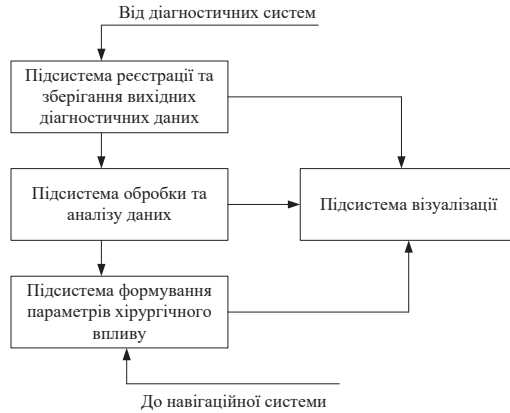 Від діагностичних систем
Підсистема реєстрації та
зберігання вихідних
діагностичних даних
Підсистема обробки та
аналізу даних
Підсистема візуалізації
Підсистема формування
параметрів хірургічного
впливу
До навігаційної системи